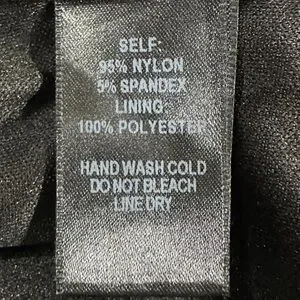 SELF:
95% NYLON
5% SPANDEX
LINING:
100% POLYESTER
HAND WASH COLD
DO NOT BLEACH
LINE DRY